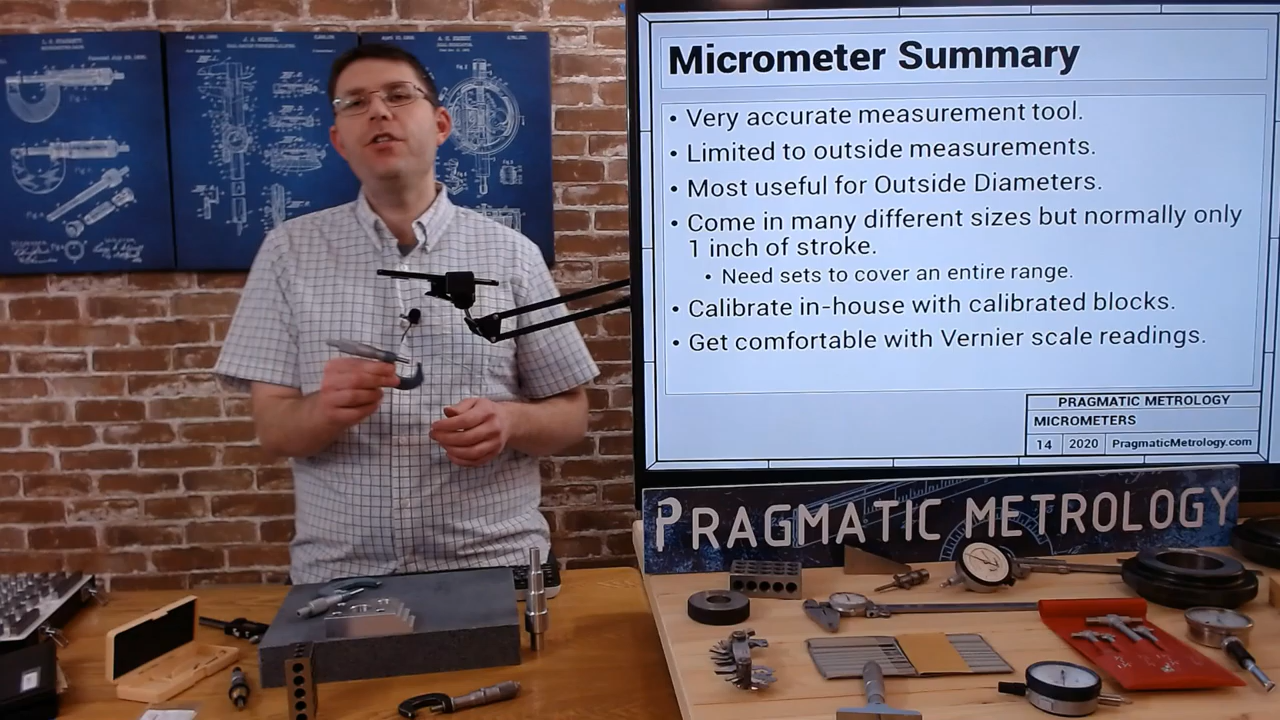 Micrometer Summary
• Very accurate measurement tool.
• Limited to outside measurements.
• Most useful for Outside Diameters.
• Come in many different sizes but normally only
1 inch of stroke.
• Need sets to cover an entire range.
• Calibrate in-house with calibrated blocks.
• Get comfortable with Vernier scale readings.
PRAGMATIC METROLOGY
MICROMETERS
14 2020 PragmaticMetrology.com
PRAGMATIC METROLOGY